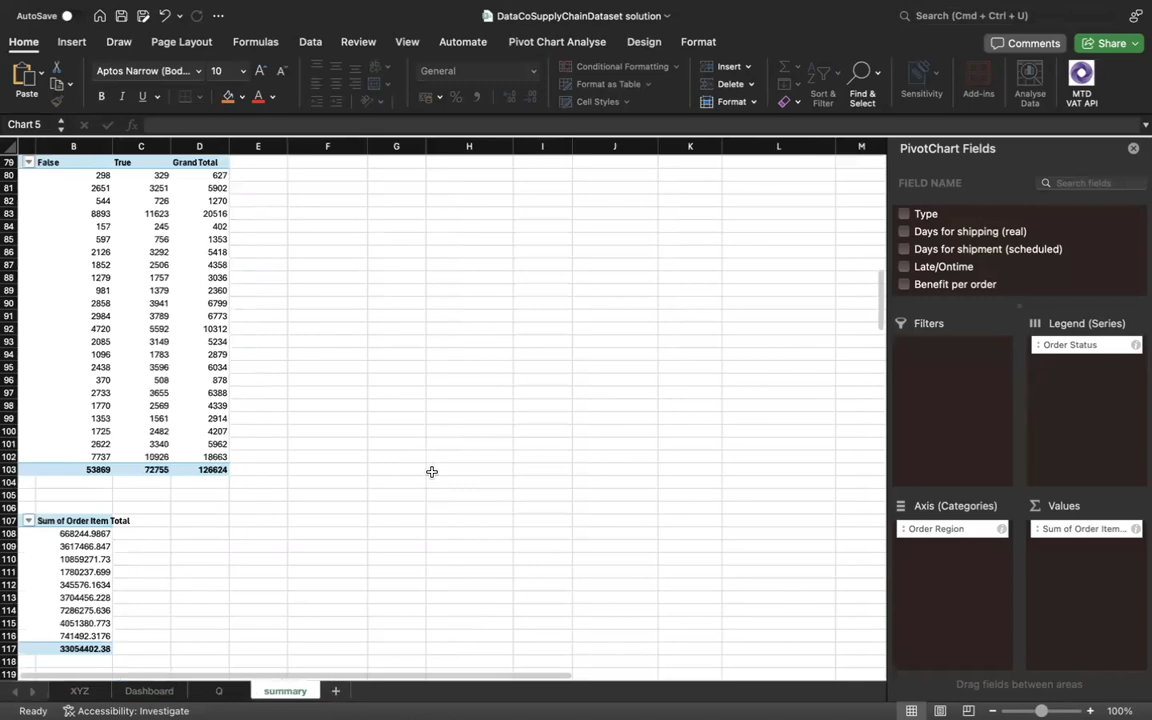 AutoSave
DataCoSupplyChainDataset solution
Search (Cmd + Ctrl + U)
Home Insert Draw Page Layout Formulas Data Review View Automate Pivot Chart Analyse Design Format
Comments
Share
Paste
Aptos Narrow (Bod...
10
General
Conditional Formatting
Format as Table
Cell Styles
Insert
Delete
Format
Sort & Filter
Find & Select
Sensitivity
Add-ins
Analyse Data
MTD VAT API
Chart 5
fx
B C D E F G H I J K L M
79 False True Grand Total
80 298 329 627
81 2651 3251 5902
82 544 726 1270
83 8893 11623 20516
84 157 245 402
85 597 756 1353
86 2126 3292 5418
87 1852 2506 4358
88 1279 1757 3036
89 981 1379 2360
90 2858 3941 6799
91 2984 3789 6773
92 4720 5592 10312
93 2085 3149 5234
94 1096 1783 2879
95 2438 3596 6034
96 370 508 878
97 2733 3655 6388
98 1770 2569 4339
99 1353 1561 2914
100 1725 2482 4207
101 2622 3340 5962
102 7737 10926 18663
103 53869 72755 126624
104
105
106
107 Sum of Order Item Total
108 668244.9867
109 3617466.847
110 10859271.73
111 1780237.699
112 345576.1634
113 3704456.228
114 7286275.636
115 4051380.773
116 741492.3176
117 33054402.38
118
119
PivotChart Fields
FIELD NAME
Search fields
Type
Days for shipping (real)
Days for shipment (scheduled)
Late/Ontime
Benefit per order
Filters
Legend (Series)
Order Status
Axis (Categories)
Values
Order Region
Sum of Order Item...
Drag fields between areas
XYZ Dashboard Q summary
Ready
Accessibility: Investigate
100%